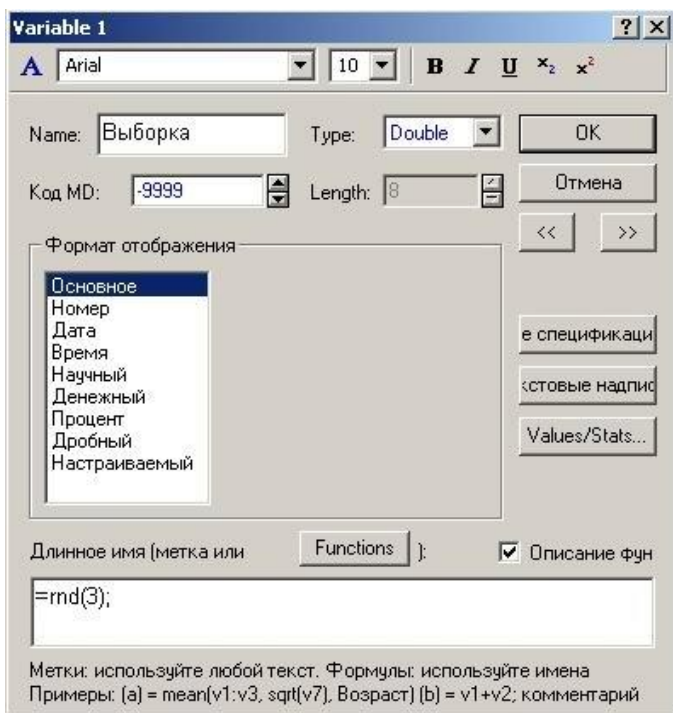 Variable 1 ? ×
A Arial 10 B I U x₂ x²
Name: Выборка Type: Double OK
Код MD: -9999 Length: 8 Отмена
<< >>
Формат отображения
Основное
Номер
Дата
Время
Научный
Денежный
Процент
Дробный
Настраиваемый
е спецификаци
кстовые надпис
Values/Stats...
Длинное имя (метка или Functions ): Описание фун
=rnd(3);
Метки: используйте любой текст. Формулы: используйте имена
Примеры: (a) = mean(v1:v3, sqrt(v7), Возраст) (b) = v1+v2; комментарий